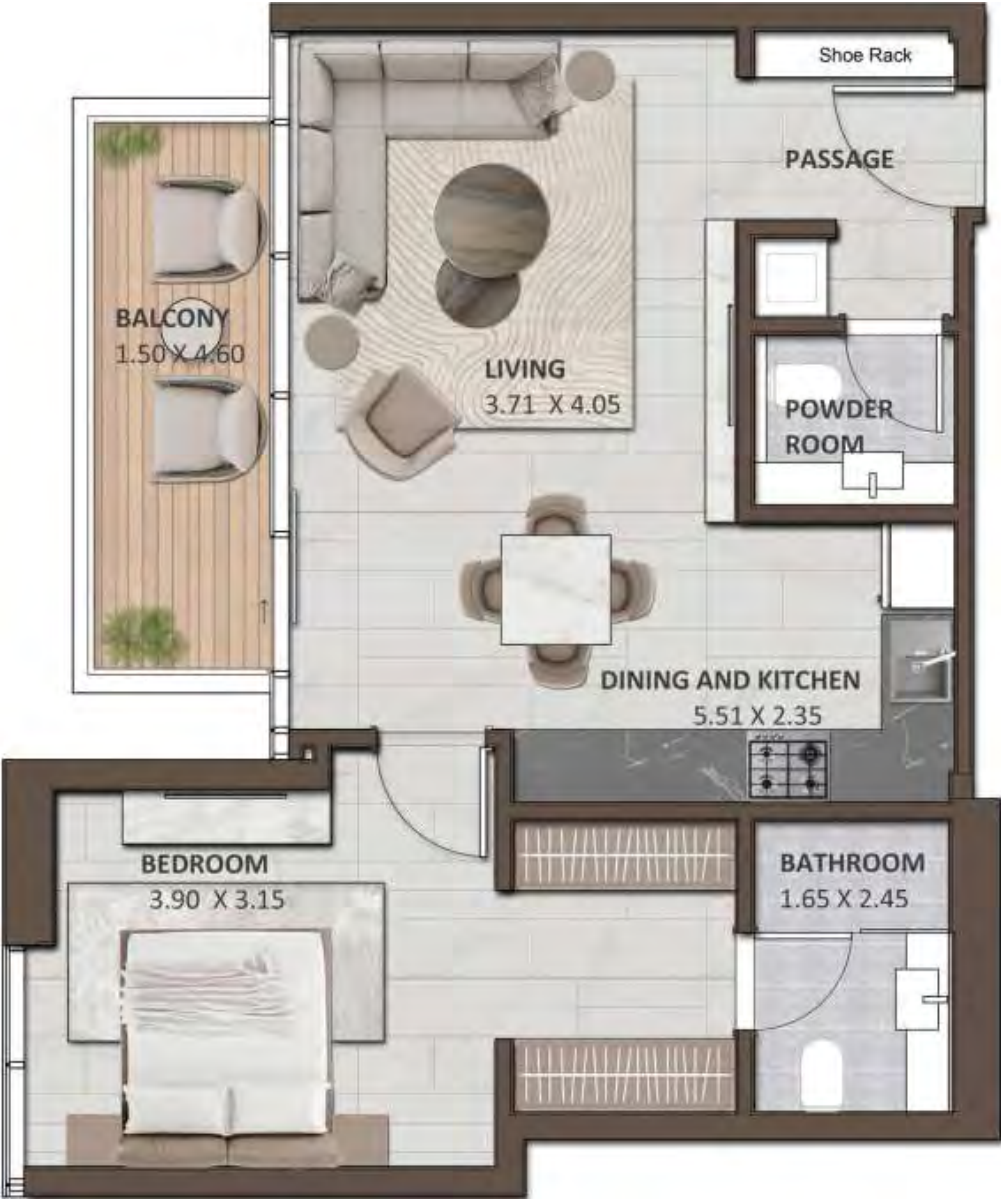 Shoe Rack
PASSAGE
BALCONY
1.50 X 4.60
LIVING
3.71 X 4.05
POWDER
ROOM
DINING AND KITCHEN
5.51 X 2.35
BEDROOM
3.90 X 3.15
BATHROOM
1.65 X 2.45